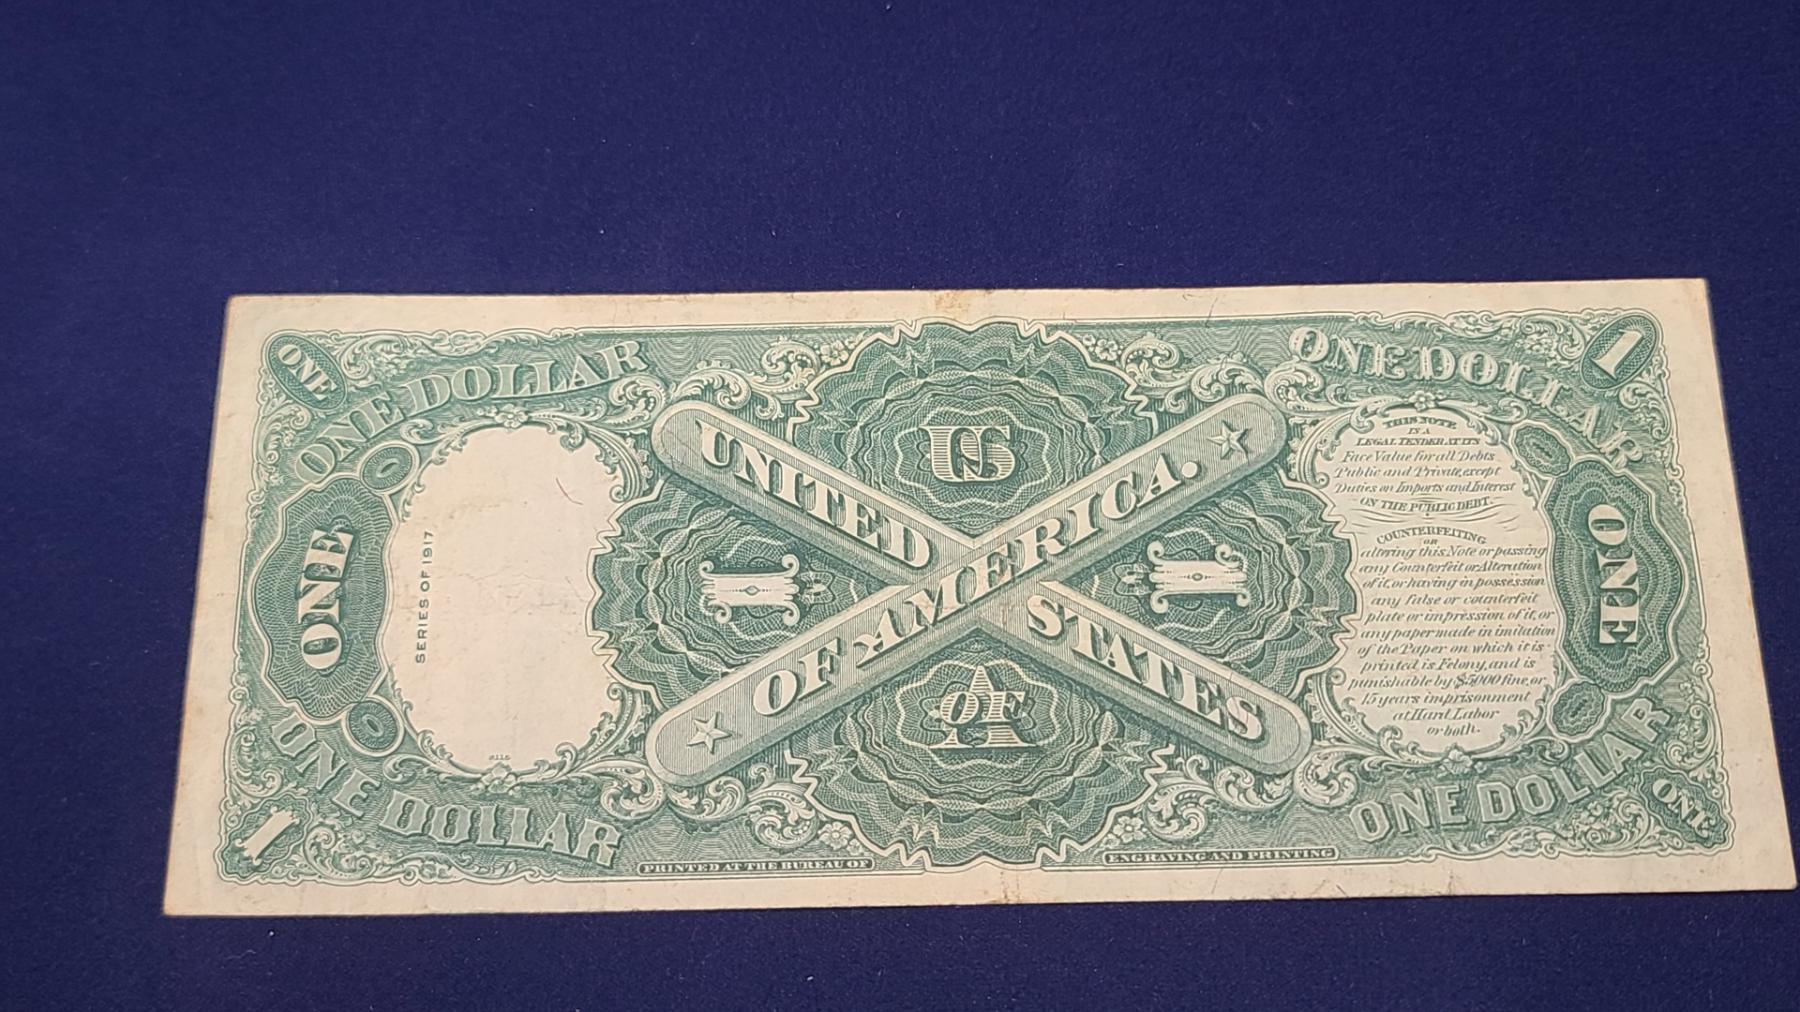 ONE
ONE DOLLAR
ONE DOLLAR
1
US
UNITED
STATES
OF AMERICA.
1
1
OF
A
ONE
SERIES OF 1917
THIS NOTE
IS A
LEGAL TENDER AT ITS
Face Value for all Debts
Public and Private, except
Duties on Imports and Interest
ON THE PUBLIC DEBT.
COUNTERFEITING
or
altering this Note or passing
any Counterfeit or Alteration
of it, or having in possession
any false or counterfeit
plate or impression of it, or
any paper made in imitation
of the Paper on which it is
printed, is Felony, and is
punishable by $5000 fine, or
15 years imprisonment
at Hard Labor
or both.
ONE
1
ONE DOLLAR
ONE DOLLAR
ONE
PRINTED AT THE BUREAU OF
ENGRAVING AND PRINTING